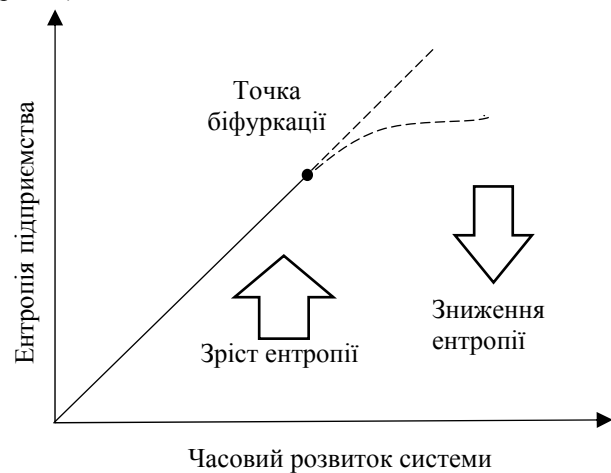 Точка
біфуркації
Ентропія підприємства
Зріст ентропії
Зниження
ентропії
Часовий розвиток системи